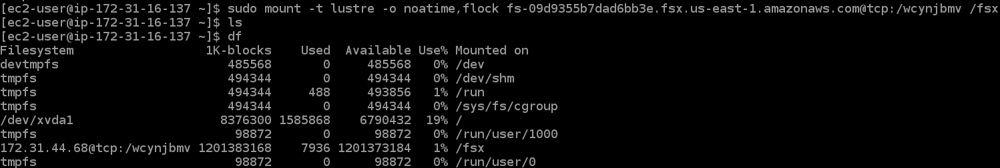 [ec2-user@ip-172-31-16-137 ~]$ sudo mount -t lustre -o noatime,flock fs-09d9355b7dad6bb3e.fsx.us-east-1.amazonaws.com@tcp:/wcynjbmv /fsx
[ec2-user@ip-172-31-16-137 ~]$ ls
[ec2-user@ip-172-31-16-137 ~]$ df
Filesystem                  1K-blocks    Used  Available Use% Mounted on
devtmpfs                       485568       0     485568   0% /dev
tmpfs                          494344       0     494344   0% /dev/shm
tmpfs                          494344     488     493856   1% /run
tmpfs                          494344       0     494344   0% /sys/fs/cgroup
/dev/xvda1                    8376300 1585868    6790432  19% /
tmpfs                           98872       0      98872   0% /run/user/1000
172.31.44.68@tcp:/wcynjbmv 1201383168    7936 1201373184   1% /fsx
tmpfs                           98872       0      98872   0% /run/user/0